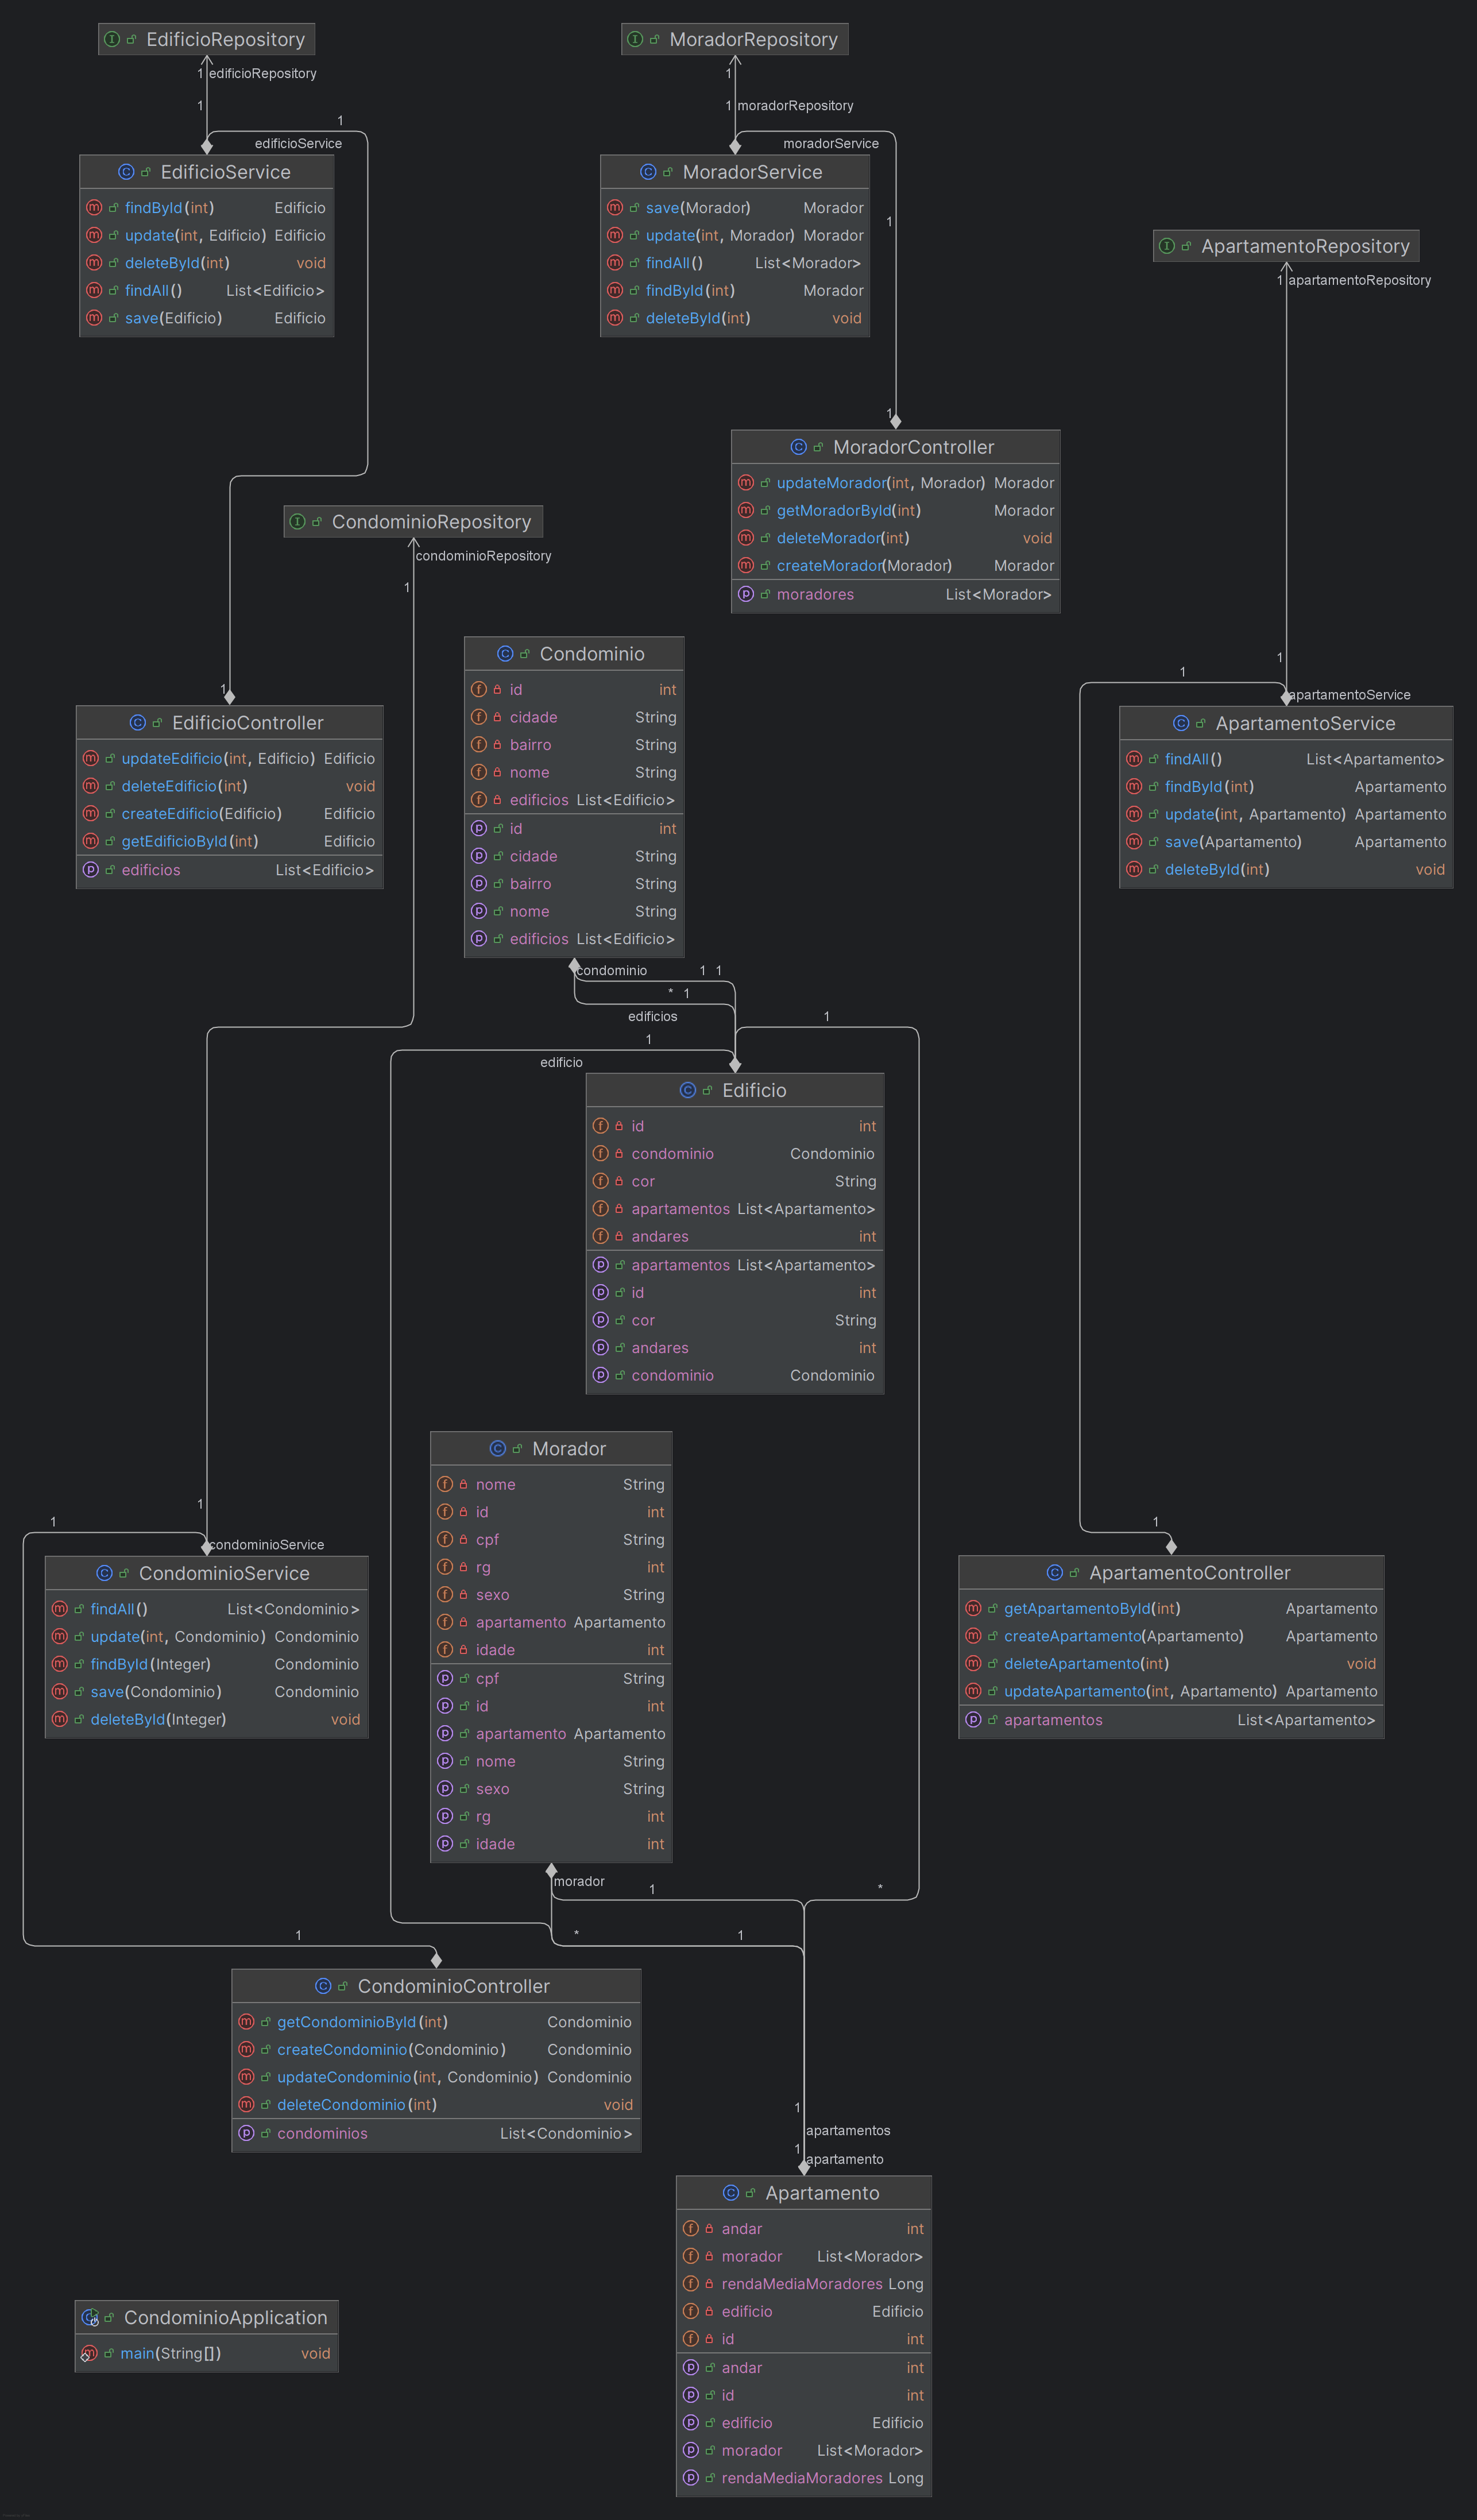 EdificioRepository
1 edificioRepository
1
1
edificioService
EdificioService
findById(int) Edificio
update(int, Edificio) Edificio
deleteById(int) void
findAll() List<Edificio>
save(Edificio) Edificio
MoradorRepository
1
1 moradorRepository
moradorService
MoradorService
save(Morador) Morador
update(int, Morador) Morador
findAll() List<Morador>
findById(int) Morador
deleteById(int) void
1
1
ApartamentoRepository
1 apartamentoRepository
MoradorController
updateMorador(int, Morador) Morador
getMoradorById(int) Morador
deleteMorador(int) void
createMorador(Morador) Morador
moradores List<Morador>
CondominioRepository
condominioRepository
1
Condominio
id int
cidade String
bairro String
nome String
edificios List<Edificio>
id int
cidade String
bairro String
nome String
edificios List<Edificio>
1
EdificioController
updateEdificio(int, Edificio) Edificio
deleteEdificio(int) void
createEdificio(Edificio) Edificio
getEdificioById(int) Edificio
edificios List<Edificio>
1
1
apartamentoService
ApartamentoService
findAll() List<Apartamento>
findById(int) Apartamento
update(int, Apartamento) Apartamento
save(Apartamento) Apartamento
deleteById(int) void
condominio 1 1
* 1
edificios
1
1
edificio
Edificio
id int
condominio Condominio
cor String
apartamentos List<Apartamento>
andares int
apartamentos List<Apartamento>
id int
cor String
andares int
condominio Condominio
Morador
nome String
id int
cpf String
rg int
sexo String
apartamento Apartamento
idade int
cpf String
id int
apartamento Apartamento
nome String
sexo String
rg int
idade int
1
1
condominioService
CondominioService
findAll() List<Condominio>
update(int, Condominio) Condominio
findById(Integer) Condominio
save(Condominio) Condominio
deleteById(Integer) void
1
ApartamentoController
getApartamentoById(int) Apartamento
createApartamento(Apartamento) Apartamento
deleteApartamento(int) void
updateApartamento(int, Apartamento) Apartamento
apartamentos List<Apartamento>
morador
1 *
1 * 1
CondominioController
getCondominioById(int) Condominio
createCondominio(Condominio) Condominio
updateCondominio(int, Condominio) Condominio
deleteCondominio(int) void
condominios List<Condominio>
1
apartamentos
1
apartamento
Apartamento
andar int
morador List<Morador>
rendaMediaMoradores Long
edificio Edificio
id int
andar int
id int
edificio Edificio
morador List<Morador>
rendaMediaMoradores Long
CondominioApplication
main(String[]) void